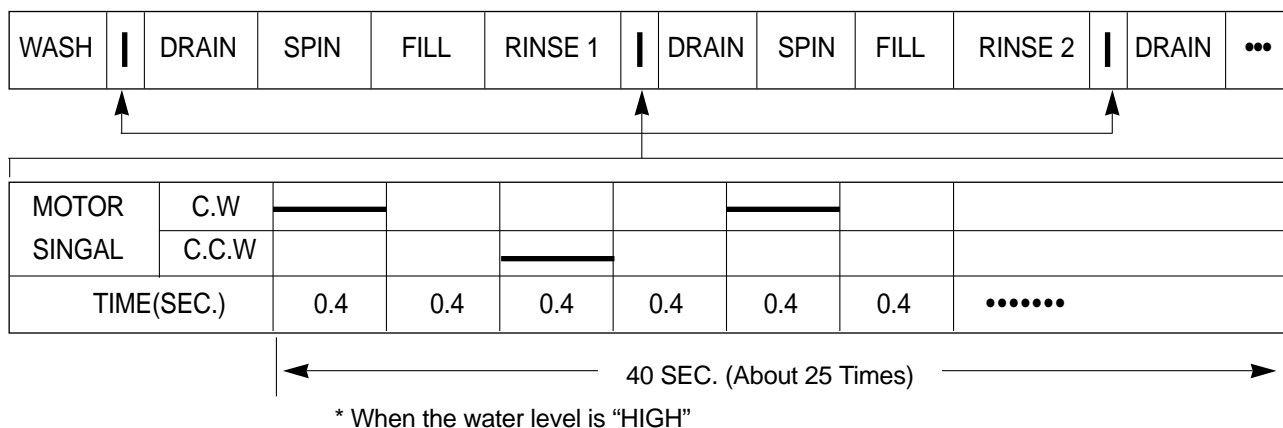 WASH DRAIN SPIN FILL RINSE 1 DRAIN SPIN FILL RINSE 2 DRAIN •••
MOTOR C.W
SINGAL C.C.W
TIME(SEC.) 0.4 0.4 0.4 0.4 0.4 0.4 •••••••
40 SEC. (About 25 Times)
* When the water level is “HIGH”